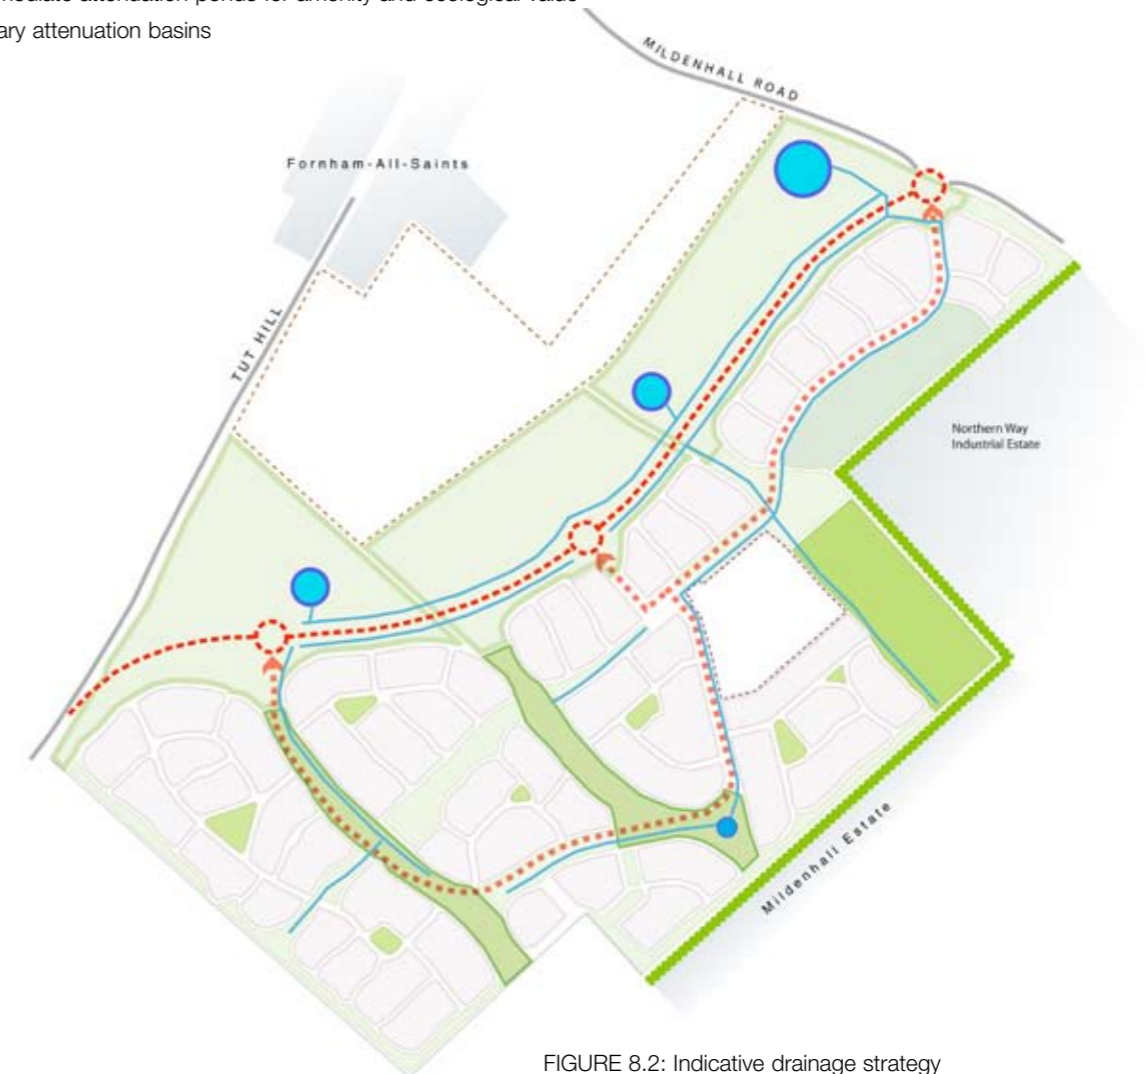 ary attenuation basins
MILDENHALL ROAD
Fornham-All-Saints
TUT HILL
Northern Way
Industrial Estate
Mildenhall Estate
FIGURE 8.2: Indicative drainage strategy